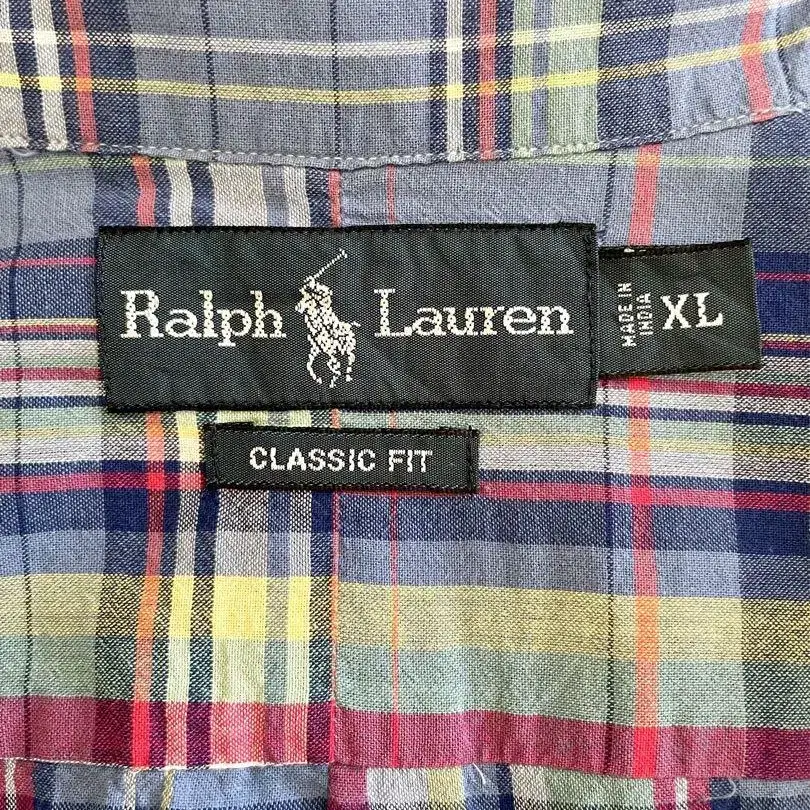 Ralph Lauren
MADE IN
INDIA
XL
CLASSIC FIT